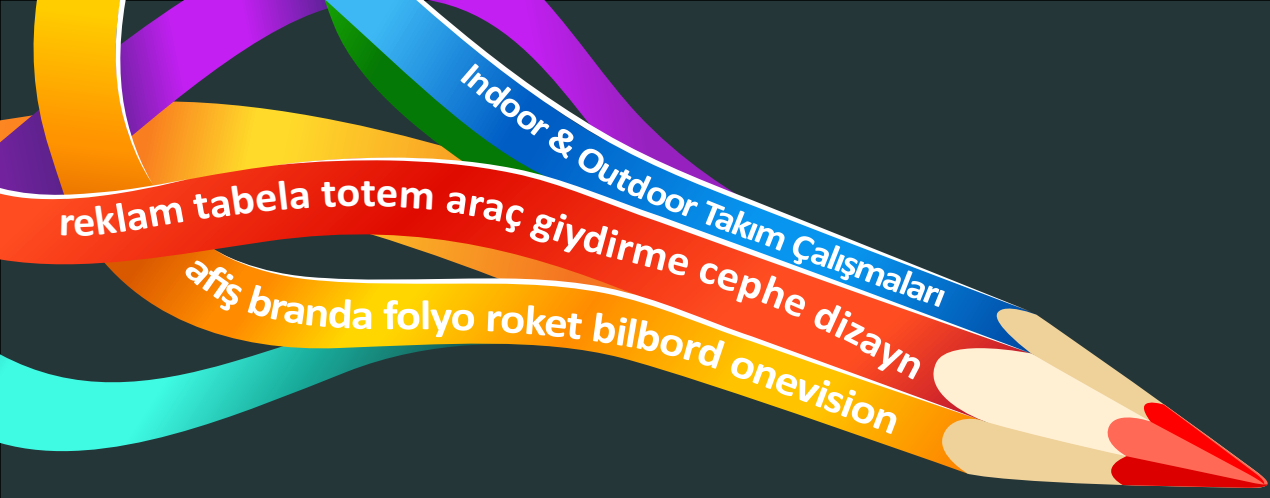 Indoor & Outdoor Takım Çalışmaları
reklam tabela totem araç giydirme cephe dizayn
afiş branda folyo roket bilbord onevision